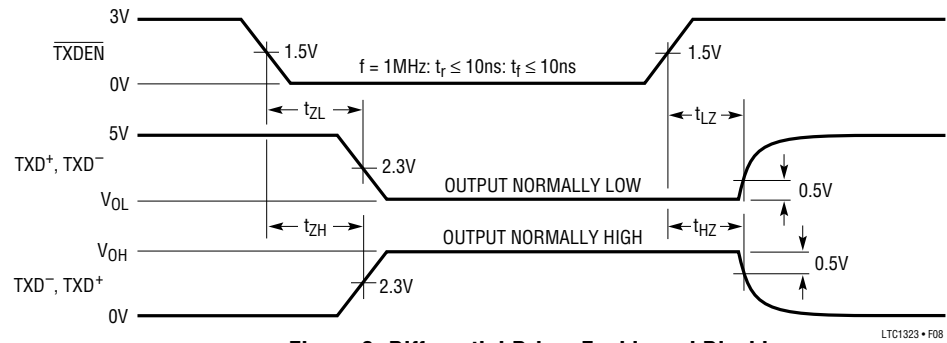 3V
TXDEN
1.5V
1.5V
f = 1MHz: tr ≤ 10ns: tf ≤ 10ns
0V
tZL
tLZ
5V
TXD+, TXD−
2.3V
OUTPUT NORMALLY LOW
0.5V
VOL
tZH
tHZ
VOH
OUTPUT NORMALLY HIGH
0.5V
TXD−, TXD+
2.3V
0V
LTC1323 • F08